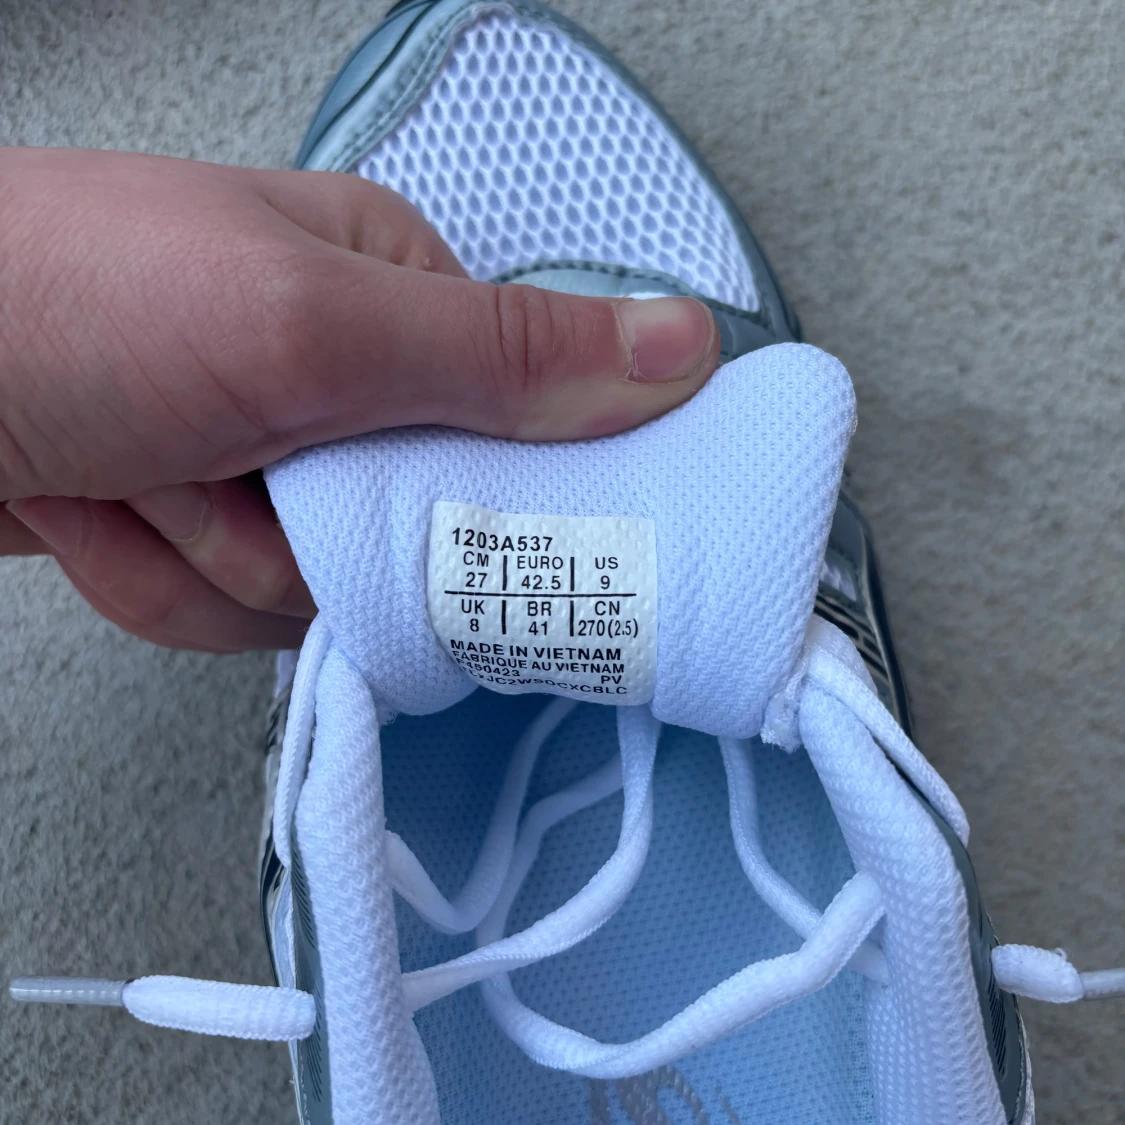 1203A537
CM EURO US
27 42.5 9
UK BR CN
8 41 270(2.5)
MADE IN VIETNAM
FABRIQUE AU VIETNAM
PV